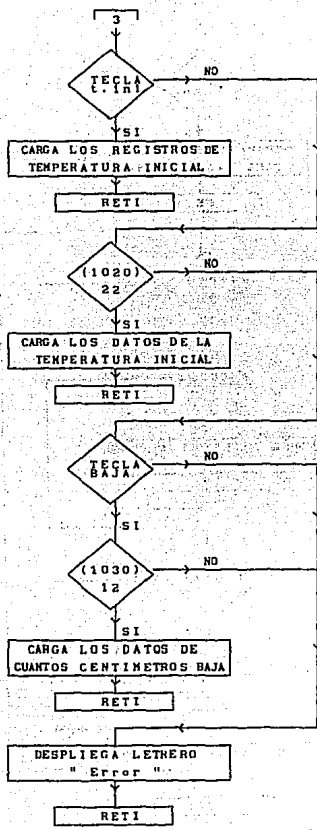 3
TECLA
t.ini
NO
SI
CARGA LOS REGISTROS DE
TEMPERATURA INICIAL
RETI
(1020)
22
NO
SI
CARGA LOS DATOS DE LA
TEMPERATURA INICIAL
RETI
TECLA
BAJA
NO
SI
(1030)
12
NO
SI
CARGA LOS DATOS DE
CUANTOS CENTIMETROS BAJA
RETI
DESPLIEGA LETRERO
" Error "
RETI